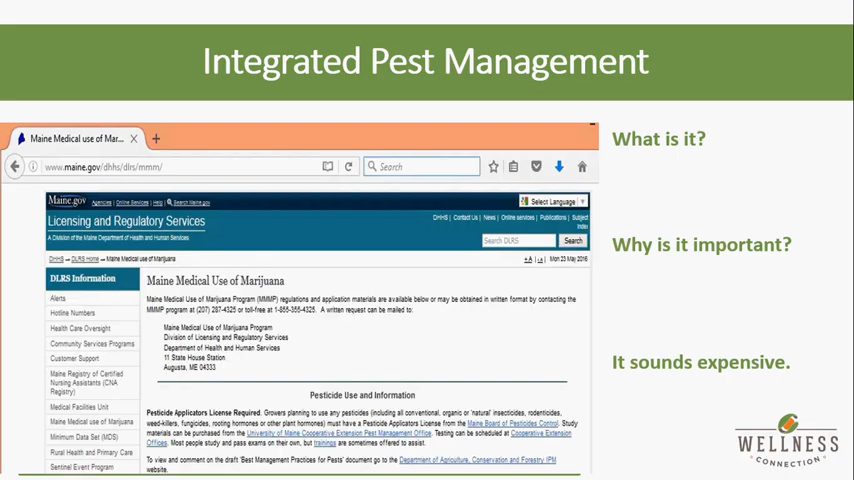 Integrated Pest Management
Maine Medical use of Mar...
www.maine.gov/dhhs/dlrs/mmm/
Search
Maine.gov
Agencies | Online Services | Help | Search Maine.gov
Select Language
Licensing and Regulatory Services
A Division of the Maine Department of Health and Human Services
DHHS | Contact Us | News | Online services | Publications | Subject
Index
Search DLRS
Search
DHHS → DLRS Home → Maine Medical use of Marijuana
+A | -A | Mon 23 May 2016
DLRS Information
Alerts
Hotline Numbers
Health Care Oversight
Community Services Programs
Customer Support
Maine Registry of Certified
Nursing Assistants (CNA
Registry)
Medical Facilities Unit
Maine Medical use of Marijuana
Minimum Data Set (MDS)
Rural Health and Primary Care
Sentinel Event Program
Maine Medical Use of Marijuana
Maine Medical Use of Marijuana Program (MMMP) regulations and application materials are available below or may be obtained in written format by contacting the
MMMP program at (207) 287-4325 or toll-free at 1-855-355-4325. A written request can be mailed to:
Maine Medical Use of Marijuana Program
Division of Licensing and Regulatory Services
Department of Health and Human Services
11 State House Station
Augusta, ME 04333
Pesticide Use and Information
Pesticide Applicators License Required. Growers planning to use any pesticides (including all conventional, organic or 'natural' insecticides, rodenticides,
weed-killers, fungicides, rooting hormones or other plant hormones) must have a Pesticide Applicators License from the Maine Board of Pesticides Control. Study
materials can be purchased from the University of Maine Cooperative Extension Pest Management Office. Testing can be scheduled at Cooperative Extension
Offices. Most people study and pass exams on their own, but trainings are sometimes offered to assist.
To view and comment on the draft 'Best Management Practices for Pests' document go to the Department of Agriculture, Conservation and Forestry IPM
website.
What is it?
Why is it important?
It sounds expensive.
WELLNESS
CONNECTION